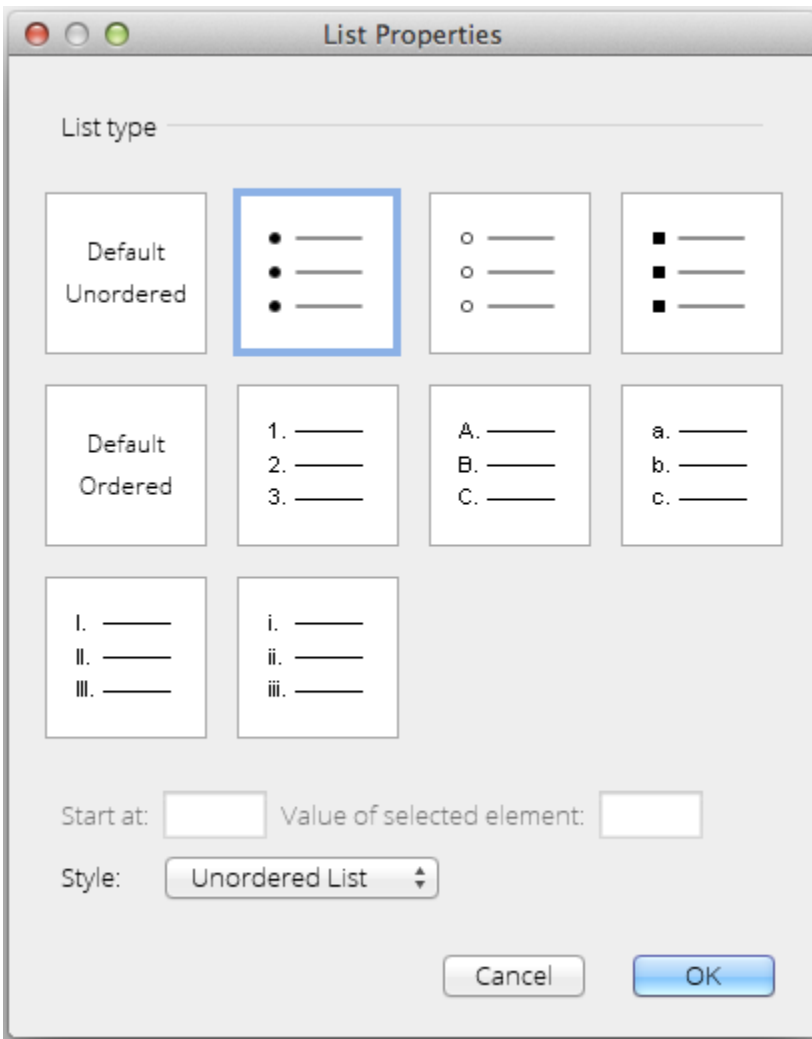 List Properties
List type
Default
Unordered
Default
Ordered
1.
2.
3.
A.
B.
C.
a.
b.
c.
I.
II.
III.
i.
ii.
iii.
Start at:
Value of selected element:
Style:
Unordered List
Cancel
OK